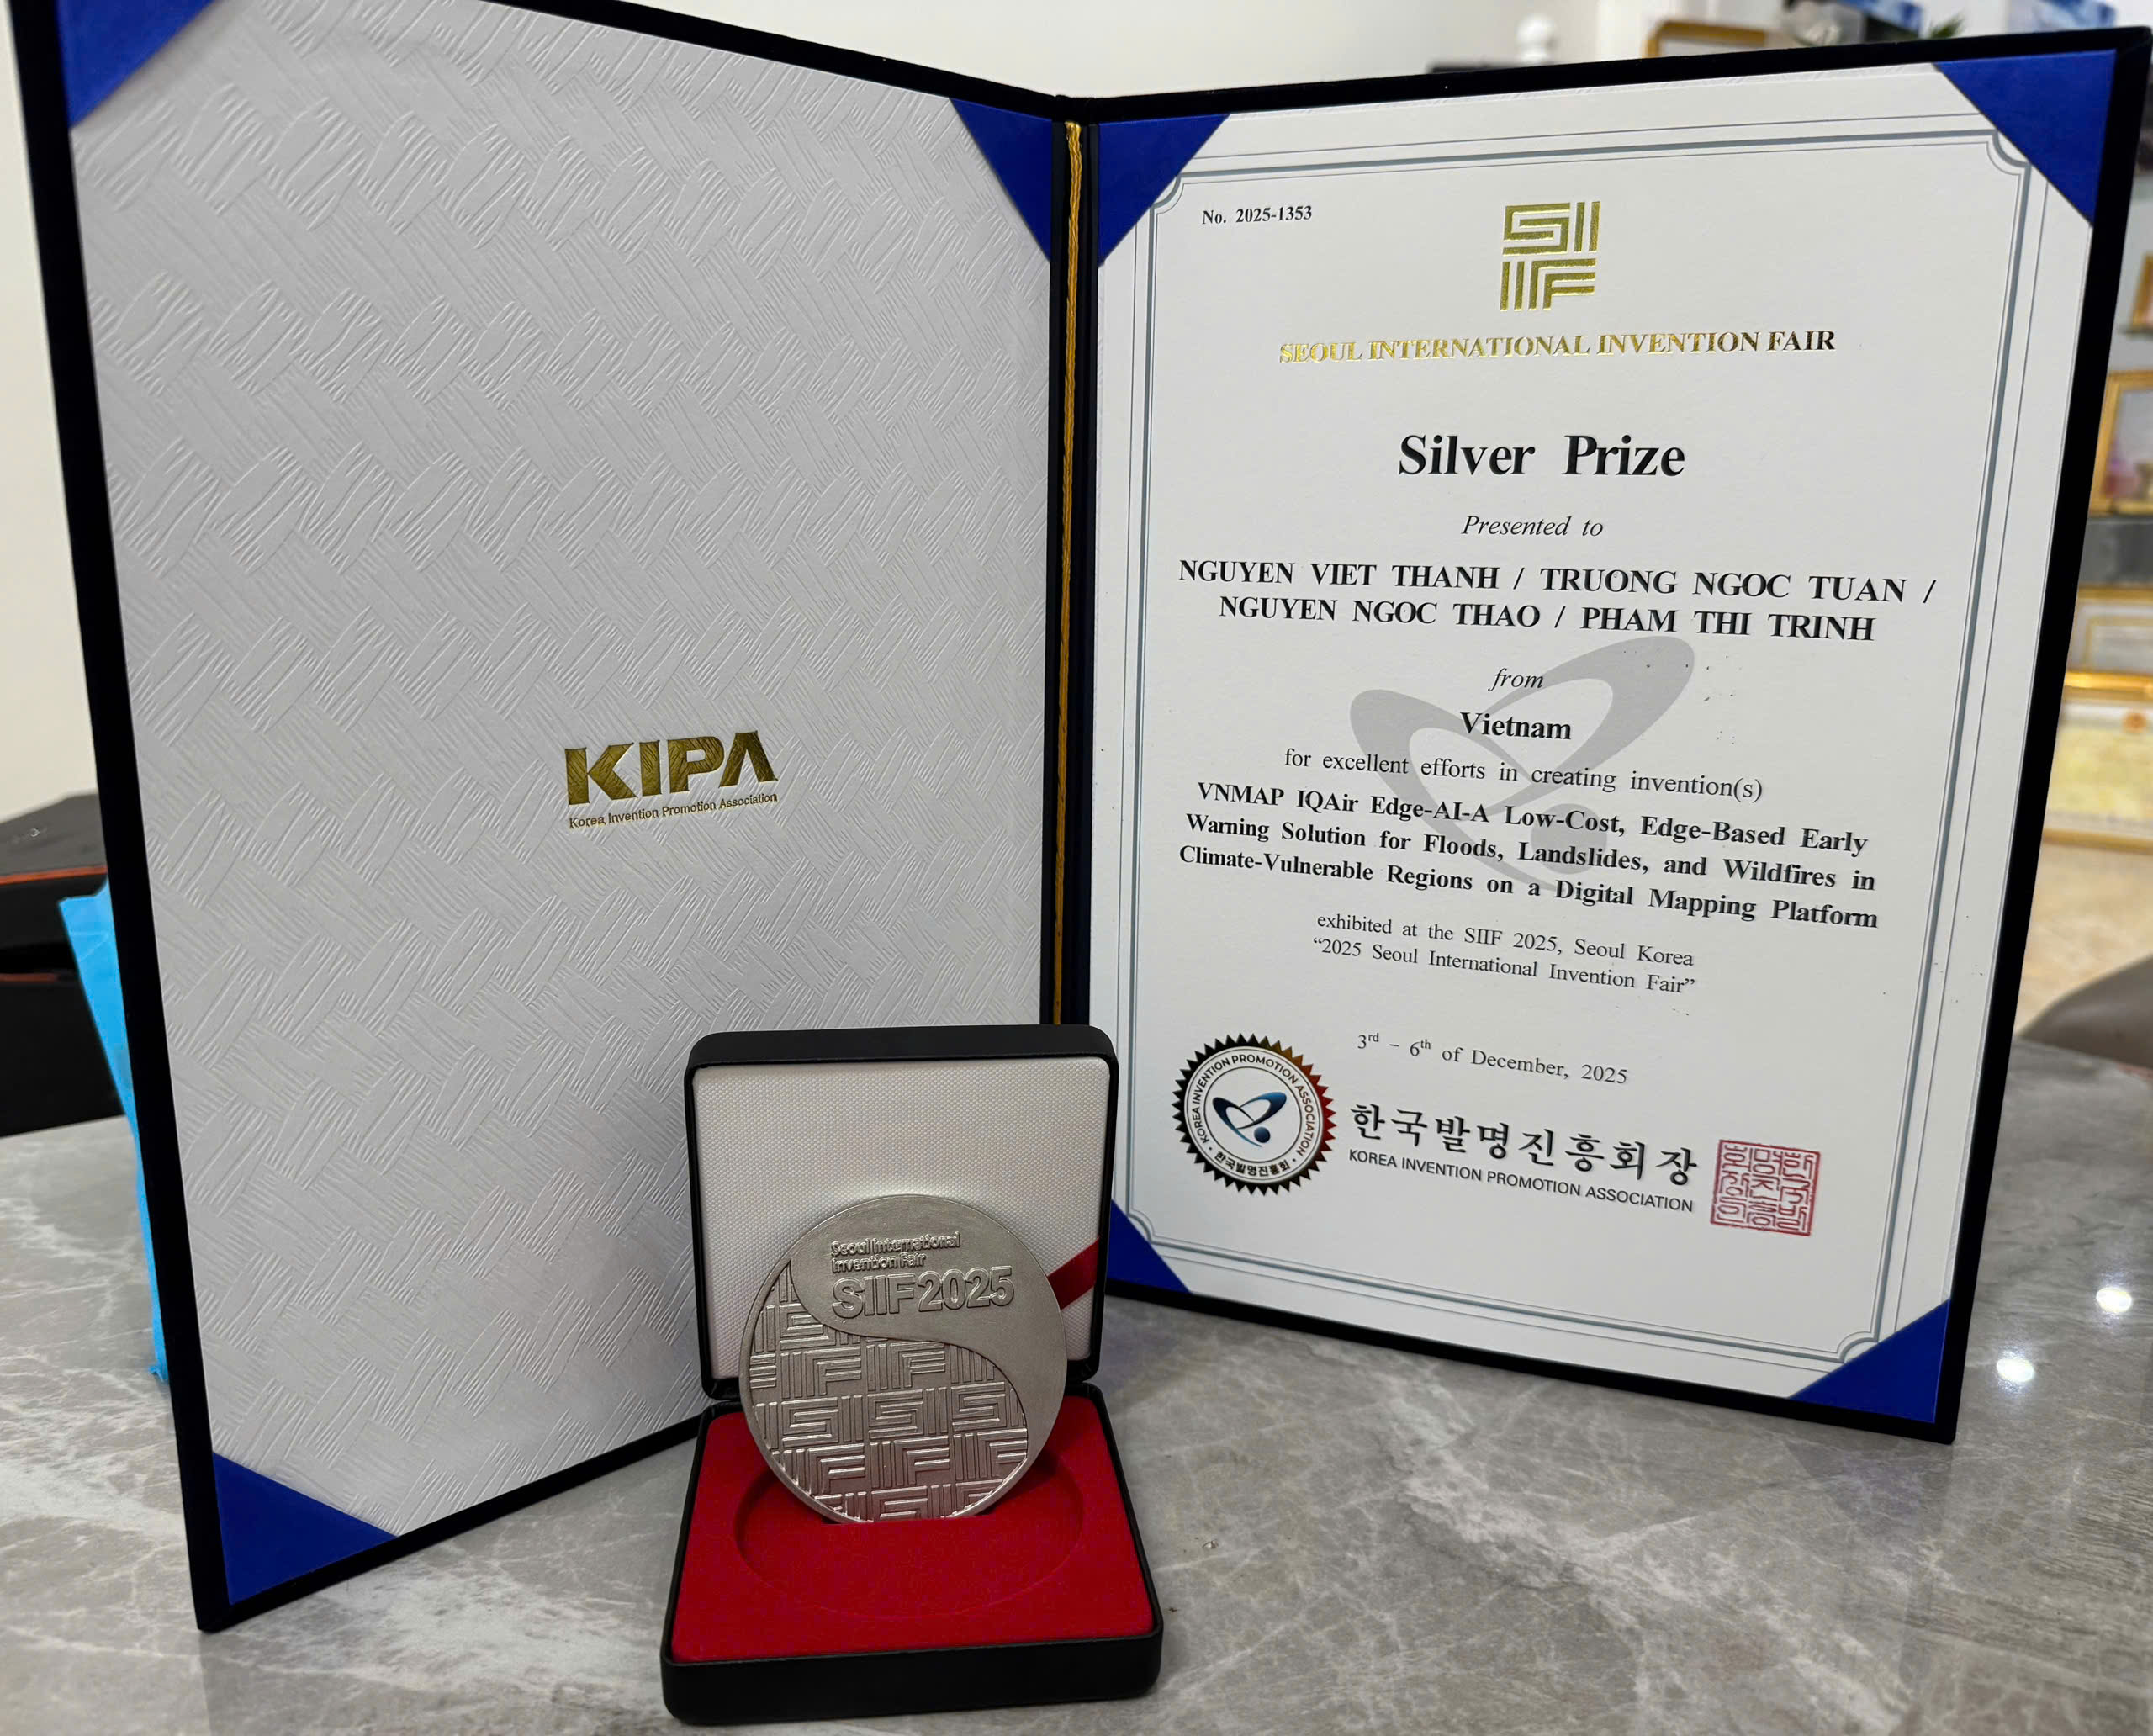 KIPA
Korea Invention Promotion Association
No. 2025-1353
SIIF
SEOUL INTERNATIONAL INVENTION FAIR
Silver Prize
Presented to
NGUYEN VIET THANH / TRUONG NGOC TUAN /
NGUYEN NGOC THAO / PHAM THI TRINH
from
Vietnam
for excellent efforts in creating invention(s)
VNMAP IQAir Edge-AI-A Low-Cost, Edge-Based Early
Warning Solution for Floods, Landslides, and Wildfires in
Climate-Vulnerable Regions on a Digital Mapping Platform
exhibited at the SIIF 2025, Seoul Korea
“2025 Seoul International Invention Fair”
3rd – 6th of December, 2025
KOREA INVENTION PROMOTION ASSOCIATION
한국발명진흥회
한국발명진흥회장
KOREA INVENTION PROMOTION ASSOCIATION
Seoul International
Invention Fair
SIIF2025